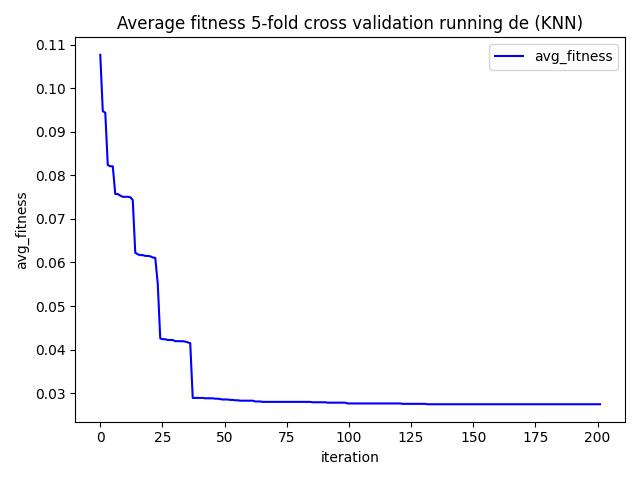 Average fitness 5-fold cross validation running de (KNN)
avg_fitness
0.11
0.10
0.09
0.08
0.07
0.06
0.05
0.04
0.03
avg_fitness
0 25 50 75 100 125 150 175 200
iteration